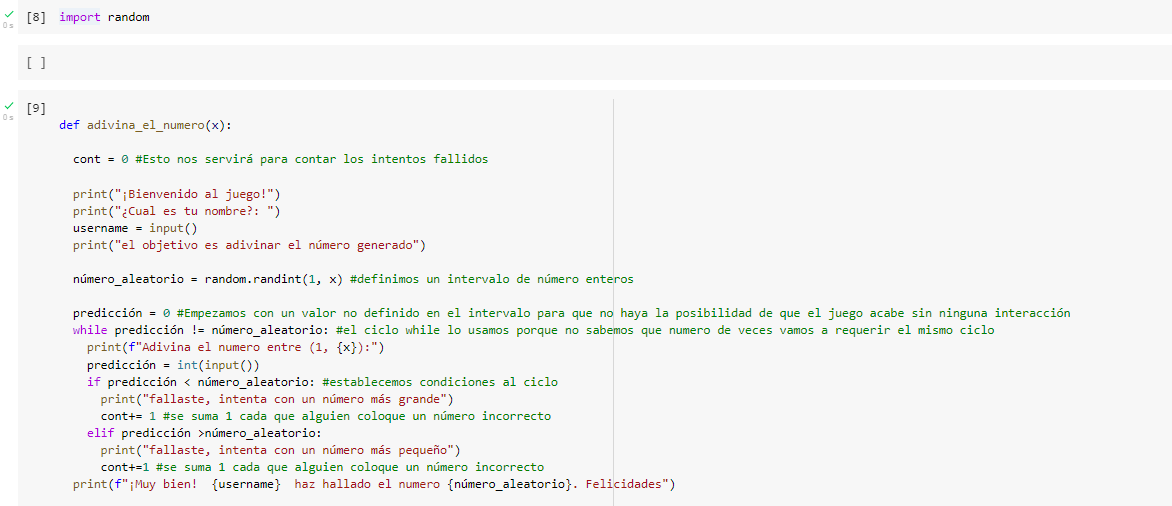 [8] import random
0 s
[ ]
[9]
0 s
def adivina_el_numero(x):
cont = 0 #Esto nos servirá para contar los intentos fallidos
print("¡Bienvenido al juego!")
print("¿Cual es tu nombre?: ")
username = input()
print("el objetivo es adivinar el número generado")
número_aleatorio = random.randint(1, x) #definimos un intervalo de número enteros
predicción = 0 #Empezamos con un valor no definido en el intervalo para que no haya la posibilidad de que el juego acabe sin ninguna interacción
while predicción != número_aleatorio: #el ciclo while lo usamos porque no sabemos que numero de veces vamos a requerir el mismo ciclo
print(f"Adivina el numero entre (1, {x}):")
predicción = int(input())
if predicción < número_aleatorio: #establecemos condiciones al ciclo
print("fallaste, intenta con un número más grande")
cont+= 1 #se suma 1 cada que alguien coloque un número incorrecto
elif predicción >número_aleatorio:
print("fallaste, intenta con un número más pequeño")
cont+=1 #se suma 1 cada que alguien coloque un número incorrecto
print(f"¡Muy bien!  {username}  haz hallado el numero {número_aleatorio}. Felicidades")